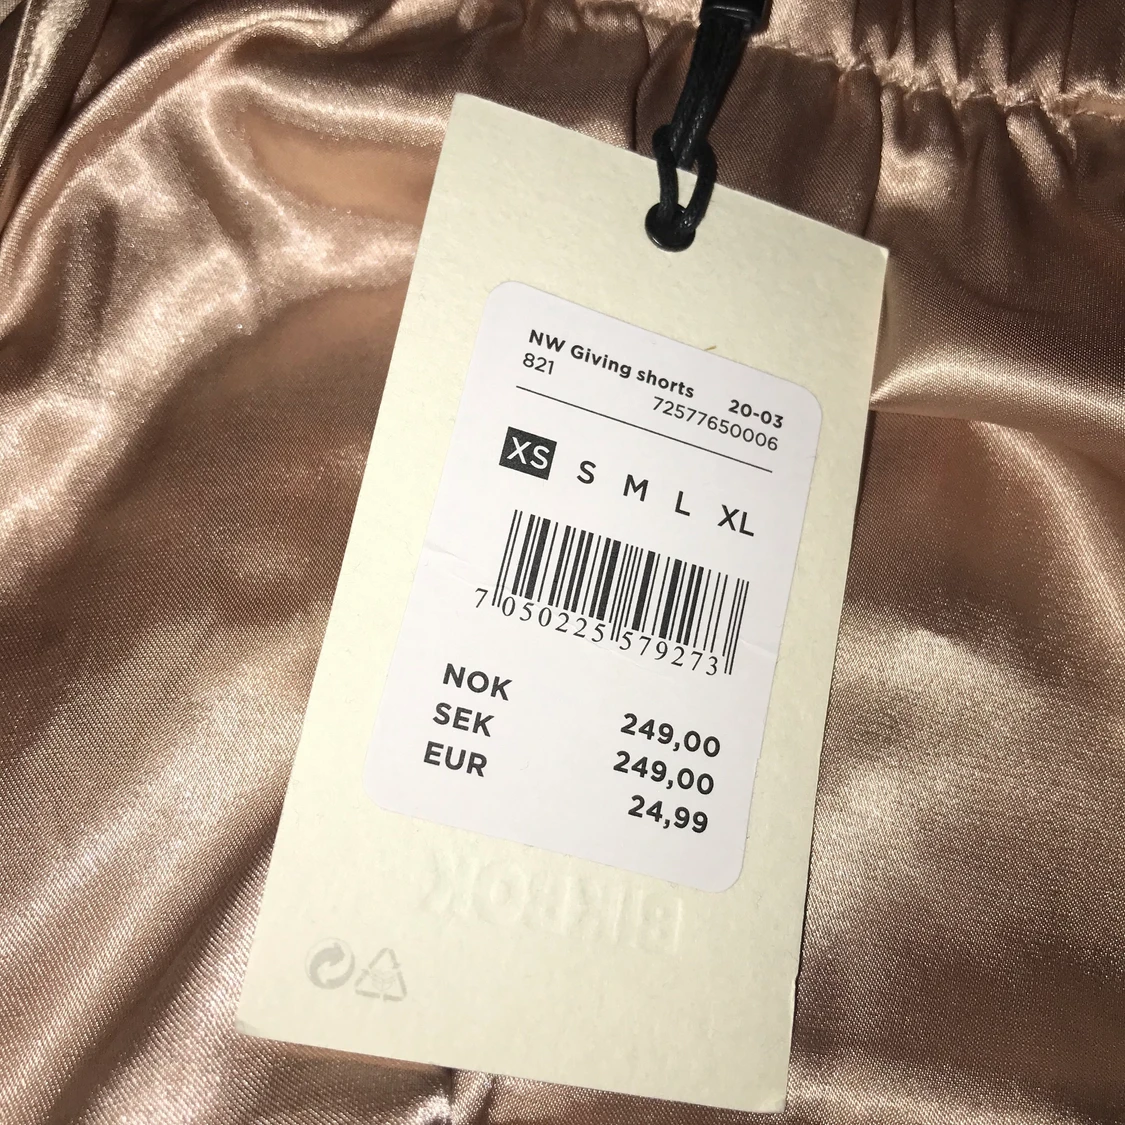 NW Giving shorts 20-03
821 72577650006
XS S M L XL
7 050225 579273
NOK 249,00
SEK 249,00
EUR 24,99
BIKBOK